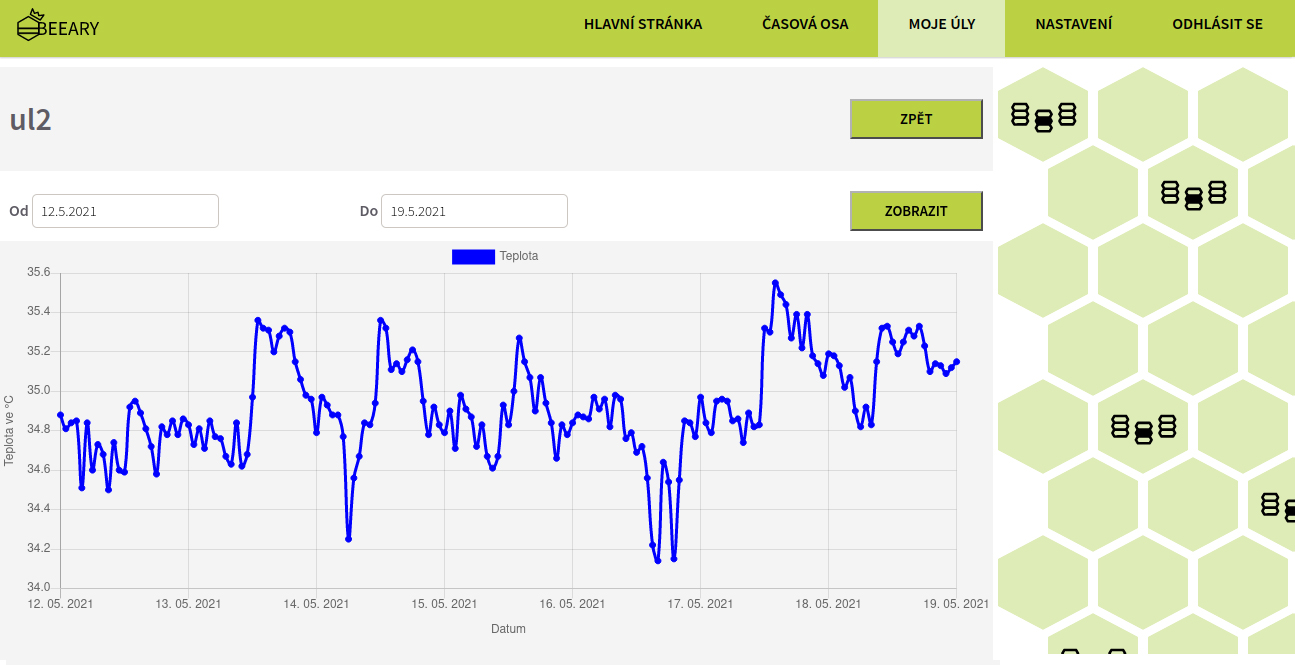 BEEARY
HLAVNÍ STRÁNKA ČASOVÁ OSA MOJE ÚLY NASTAVENÍ ODHLÁSIT SE
ul2
ZPĚT
Od 12.5.2021 Do 19.5.2021 ZOBRAZIT
Teplota
35.6
35.4
35.2
35.0
34.8
34.6
34.4
34.2
34.0
Teplota ve °C
12. 05. 2021 13. 05. 2021 14. 05. 2021 15. 05. 2021 16. 05. 2021 17. 05. 2021 18. 05. 2021 19. 05. 2021
Datum